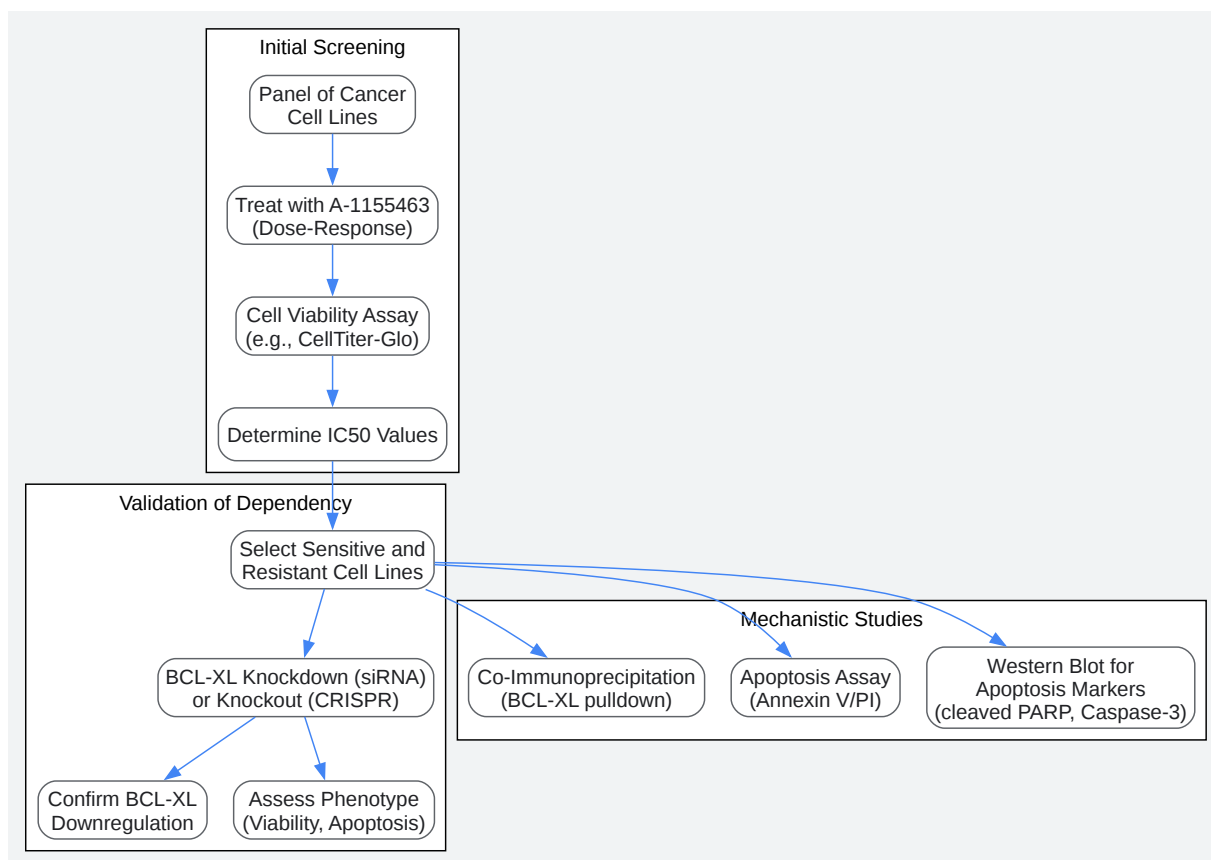 Initial Screening
Panel of Cancer
Cell Lines
Treat with A-1155463
(Dose-Response)
Cell Viability Assay
(e.g., CellTiter-Glo)
Determine IC50 Values
Validation of Dependency
Select Sensitive and
Resistant Cell Lines
BCL-XL Knockdown (siRNA)
or Knockout (CRISPR)
Confirm BCL-XL
Downregulation
Assess Phenotype
(Viability, Apoptosis)
Mechanistic Studies
Co-Immunoprecipitation
(BCL-XL pulldown)
Apoptosis Assay
(Annexin V/PI)
Western Blot for
Apoptosis Markers
(cleaved PARP, Caspase-3)